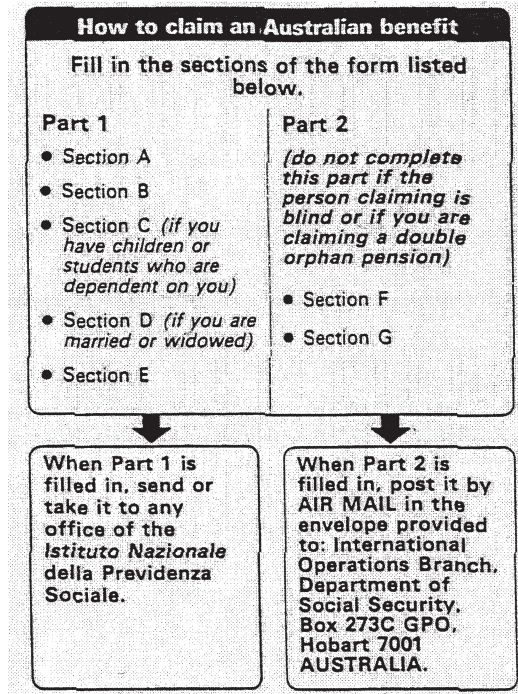 How to claim an Australian benefit
Fill in the sections of the form listed
below.
Part 1
• Section A
• Section B
• Section C (if you
have children or
students who are
dependent on you)
• Section D (if you are
married or widowed)
• Section E
Part 2
(do not complete
this part if the
person claiming is
blind or if you are
claiming a double
orphan pension)
• Section F
• Section G
When Part 1 is
filled in, send or
take it to any
office of the
Istituto Nazionale
della Previdenza
Sociale.
When Part 2 is
filled in, post it by
AIR MAIL in the
envelope provided
to: International
Operations Branch,
Department of
Social Security,
Box 273C GPO,
Hobart 7001
AUSTRALIA.